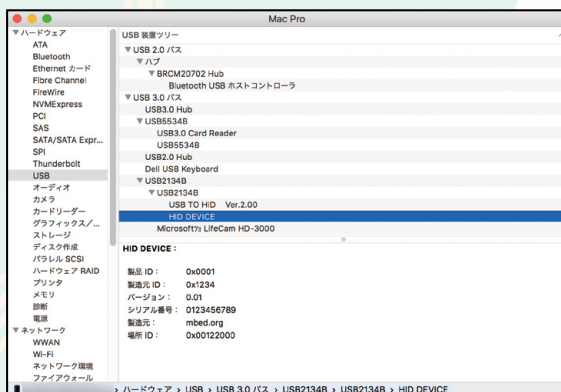 Mac Pro
▼ハードウェア
ATA
Bluetooth
Ethernet カード
Fibre Channel
FireWire
NVMExpress
PCI
SAS
SATA/SATA Expr...
SPI
Thunderbolt
USB
オーディオ
カメラ
カードリーダー
グラフィックス／...
ストレージ
ディスク作成
パラレル SCSI
ハードウェア RAID
プリンタ
メモリ
診断
電源
▼ネットワーク
WWAN
Wi-Fi
ネットワーク環境
ファイアウォール
USB 装置ツリー
▼USB 2.0 バス
▼ハブ
▼BRCM20702 Hub
Bluetooth USB ホストコントローラ
▼USB 3.0 バス
USB3.0 Hub
▼USB5534B
USB3.0 Card Reader
USB5534B
USB2.0 Hub
Dell USB Keyboard
▼USB2134B
▼USB2134B
USB TO HID Ver.2.00
HID DEVICE
LifeCam HD-3000
HID DEVICE：
製品 ID： 0x0001
製造元 ID： 0x1234
バージョン： 0.01
シリアル番号： 0123456789
製造元： mbed.org
場所 ID： 0x00122000
› ハードウェア › USB › USB 3.0 バス › USB2134B › USB2134B › HID DEVICE